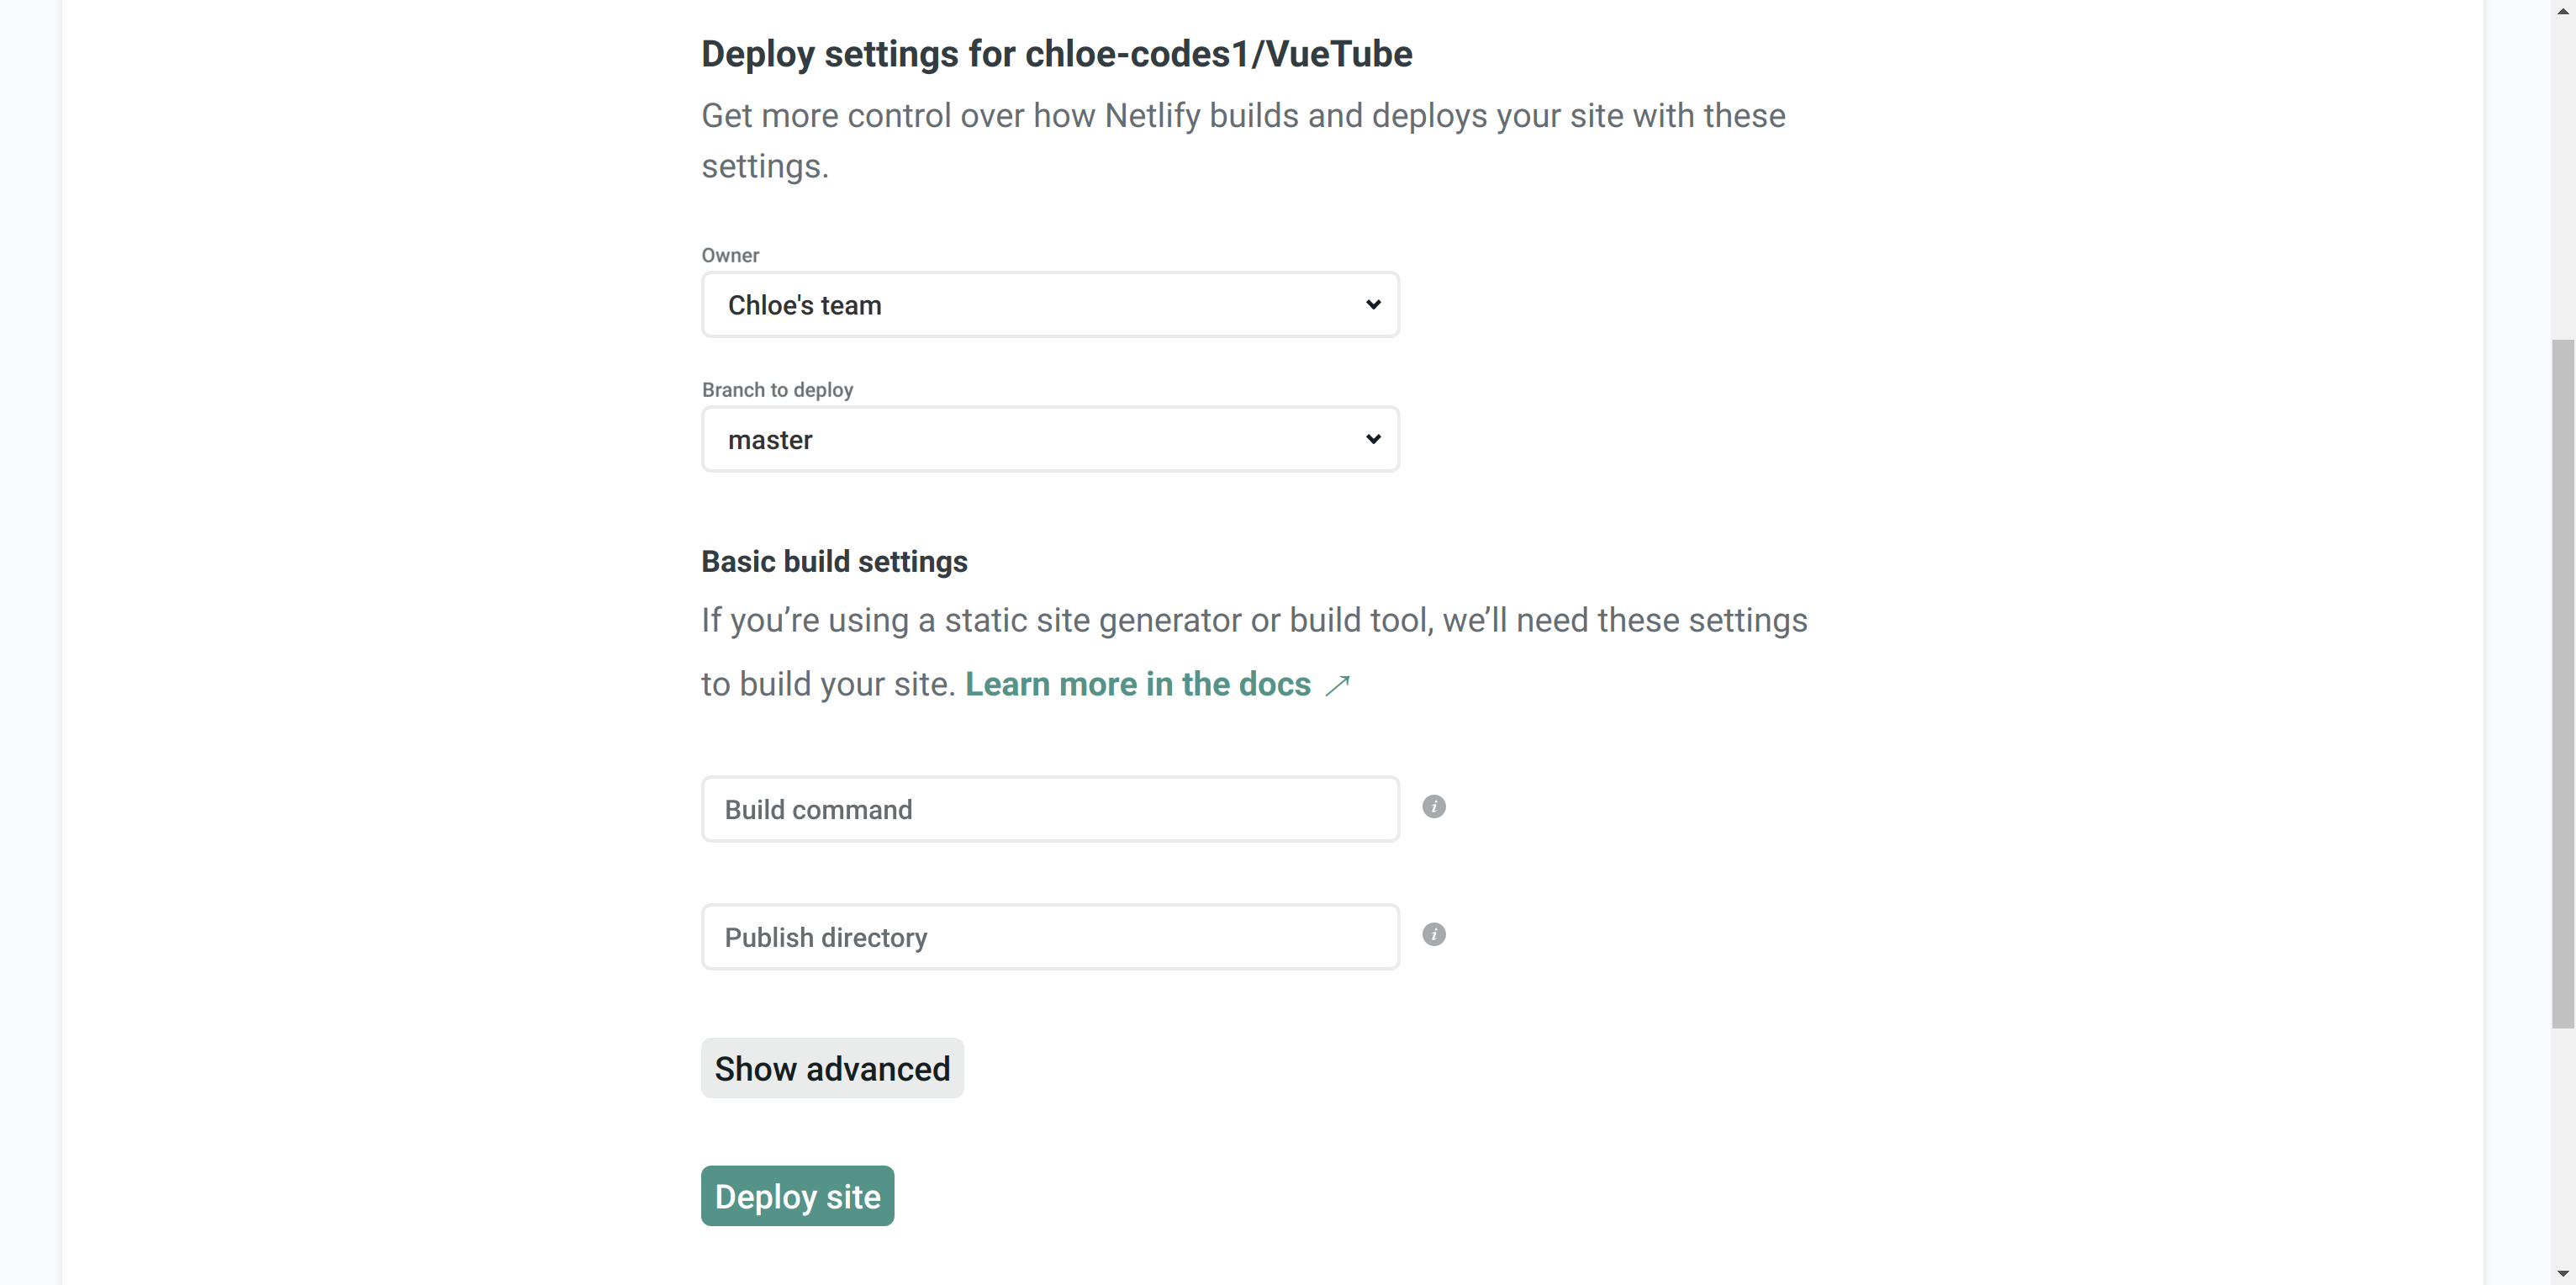 Deploy settings for chloe-codes1/VueTube
Get more control over how Netlify builds and deploys your site with these
settings.
Owner
Chloe's team
Branch to deploy
master
Basic build settings
If you’re using a static site generator or build tool, we’ll need these settings
to build your site. Learn more in the docs ↗
Build command
Publish directory
Show advanced
Deploy site